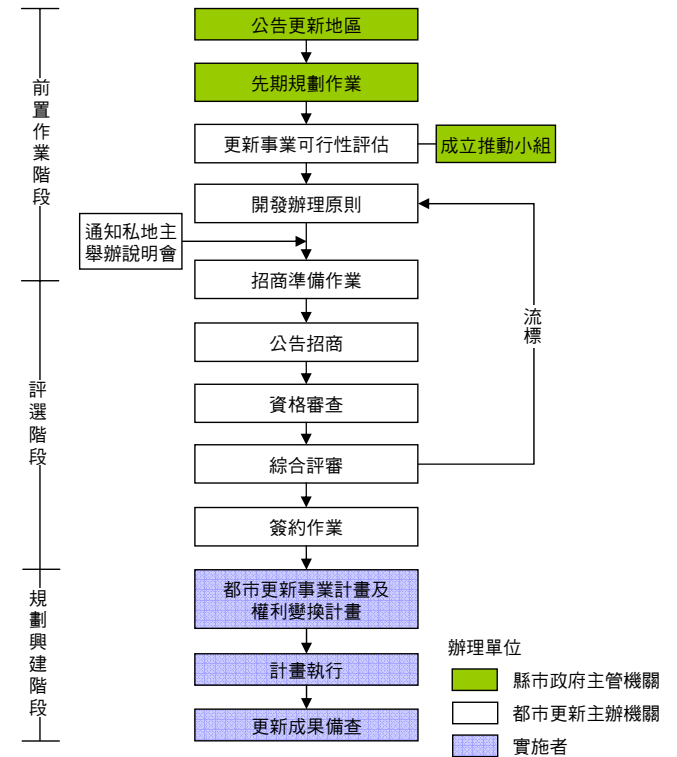 公告更新地區
先期規劃作業
前置作業階段
更新事業可行性評估
成立推動小組
開發辦理原則
通知私地主
舉辦說明會
招商準備作業
流標
公告招商
評選階段
資格審查
綜合評審
簽約作業
規劃興建階段
都市更新事業計畫及
權利變換計畫
計畫執行
更新成果備查
辦理單位
縣市政府主管機關
都市更新主辦機關
實施者